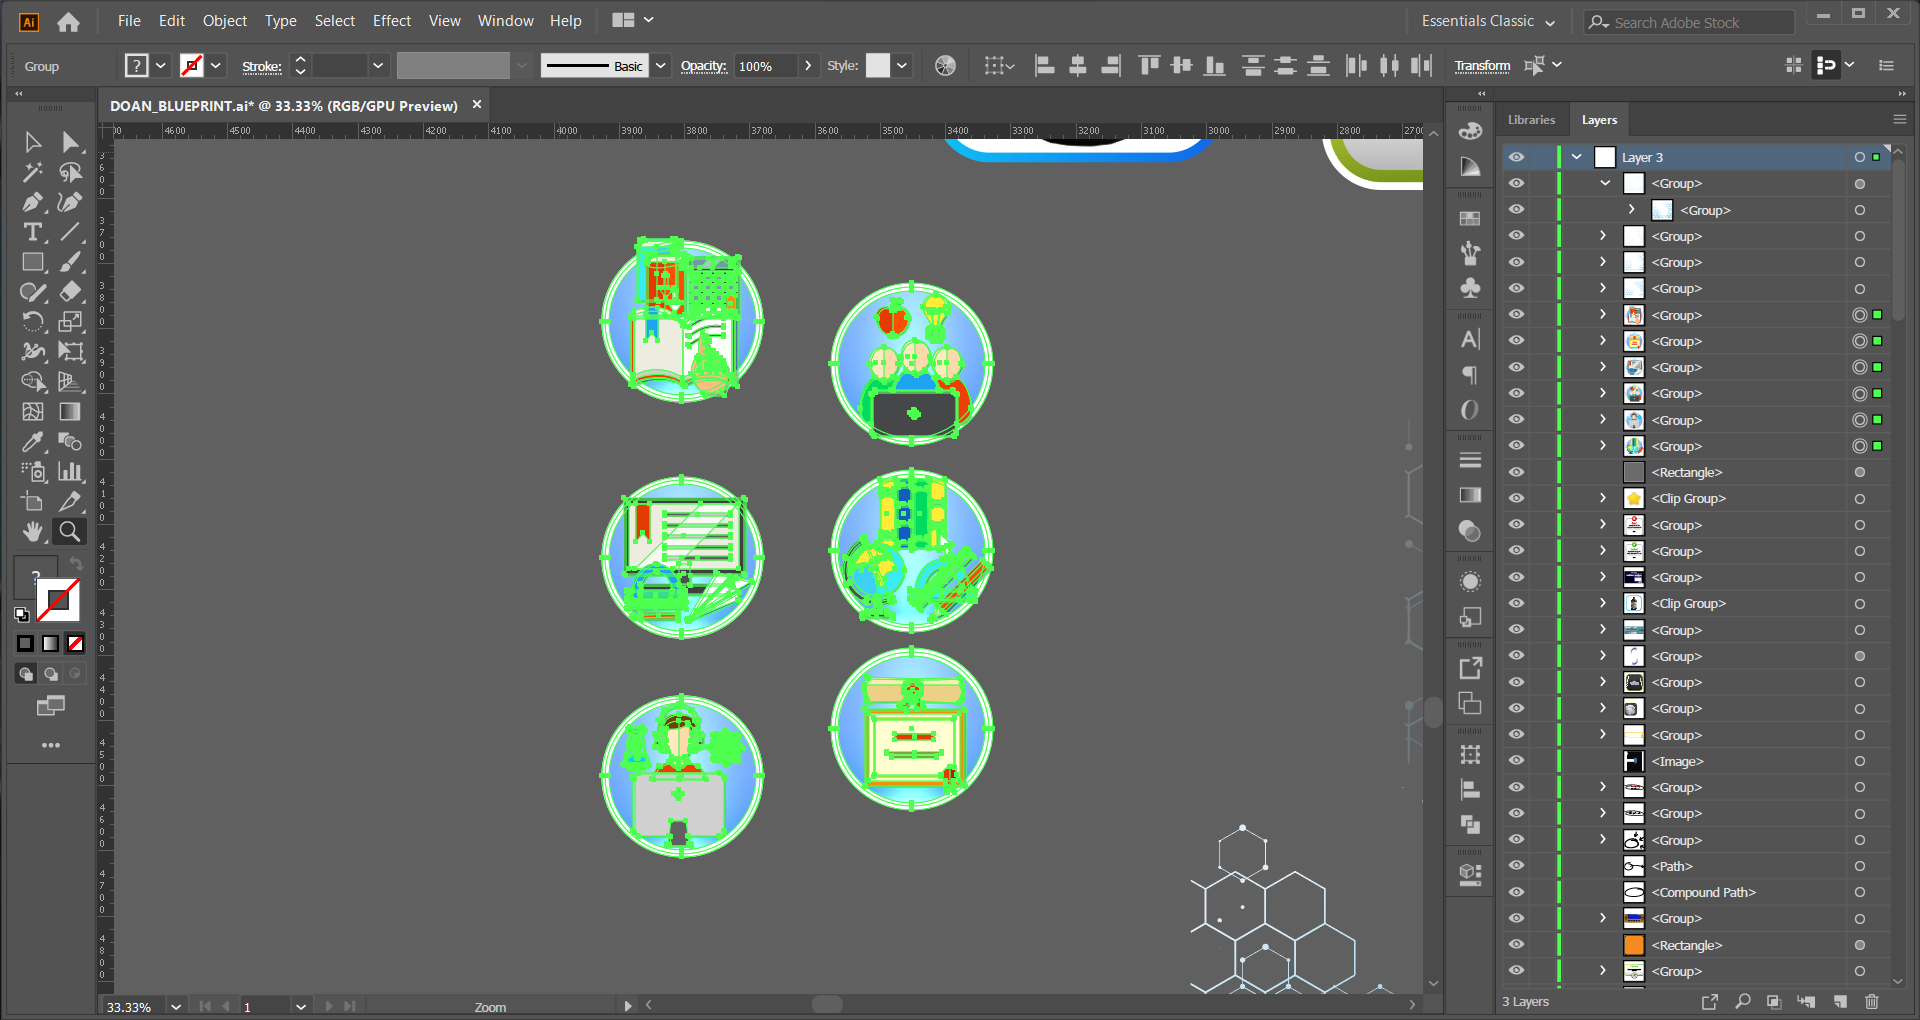 Ai File Edit Object Type Select Effect View Window Help Essentials Classic Search Adobe Stock
Group ? Stroke: Basic Opacity: 100% Style: Transform
DOAN_BLUEPRINT.ai* @ 33.33% (RGB/GPU Preview) ×
Libraries Layers
4600 4500 4400 4300 4200 4100 4000 3900 3800 3700 3600 3500 3400 3300 3200 3100 3000 2900 2800 2700
Layer 3
<Group>
<Group>
<Group>
<Group>
<Group>
<Group>
<Group>
<Group>
<Group>
<Group>
<Group>
<Rectangle>
<Clip Group>
<Group>
<Group>
<Group>
<Clip Group>
<Group>
<Group>
<Group>
<Group>
<Group>
<Image>
<Group>
<Group>
<Group>
<Path>
<Compound Path>
<Group>
<Rectangle>
<Group>
33.33% 1 Zoom
3 Layers